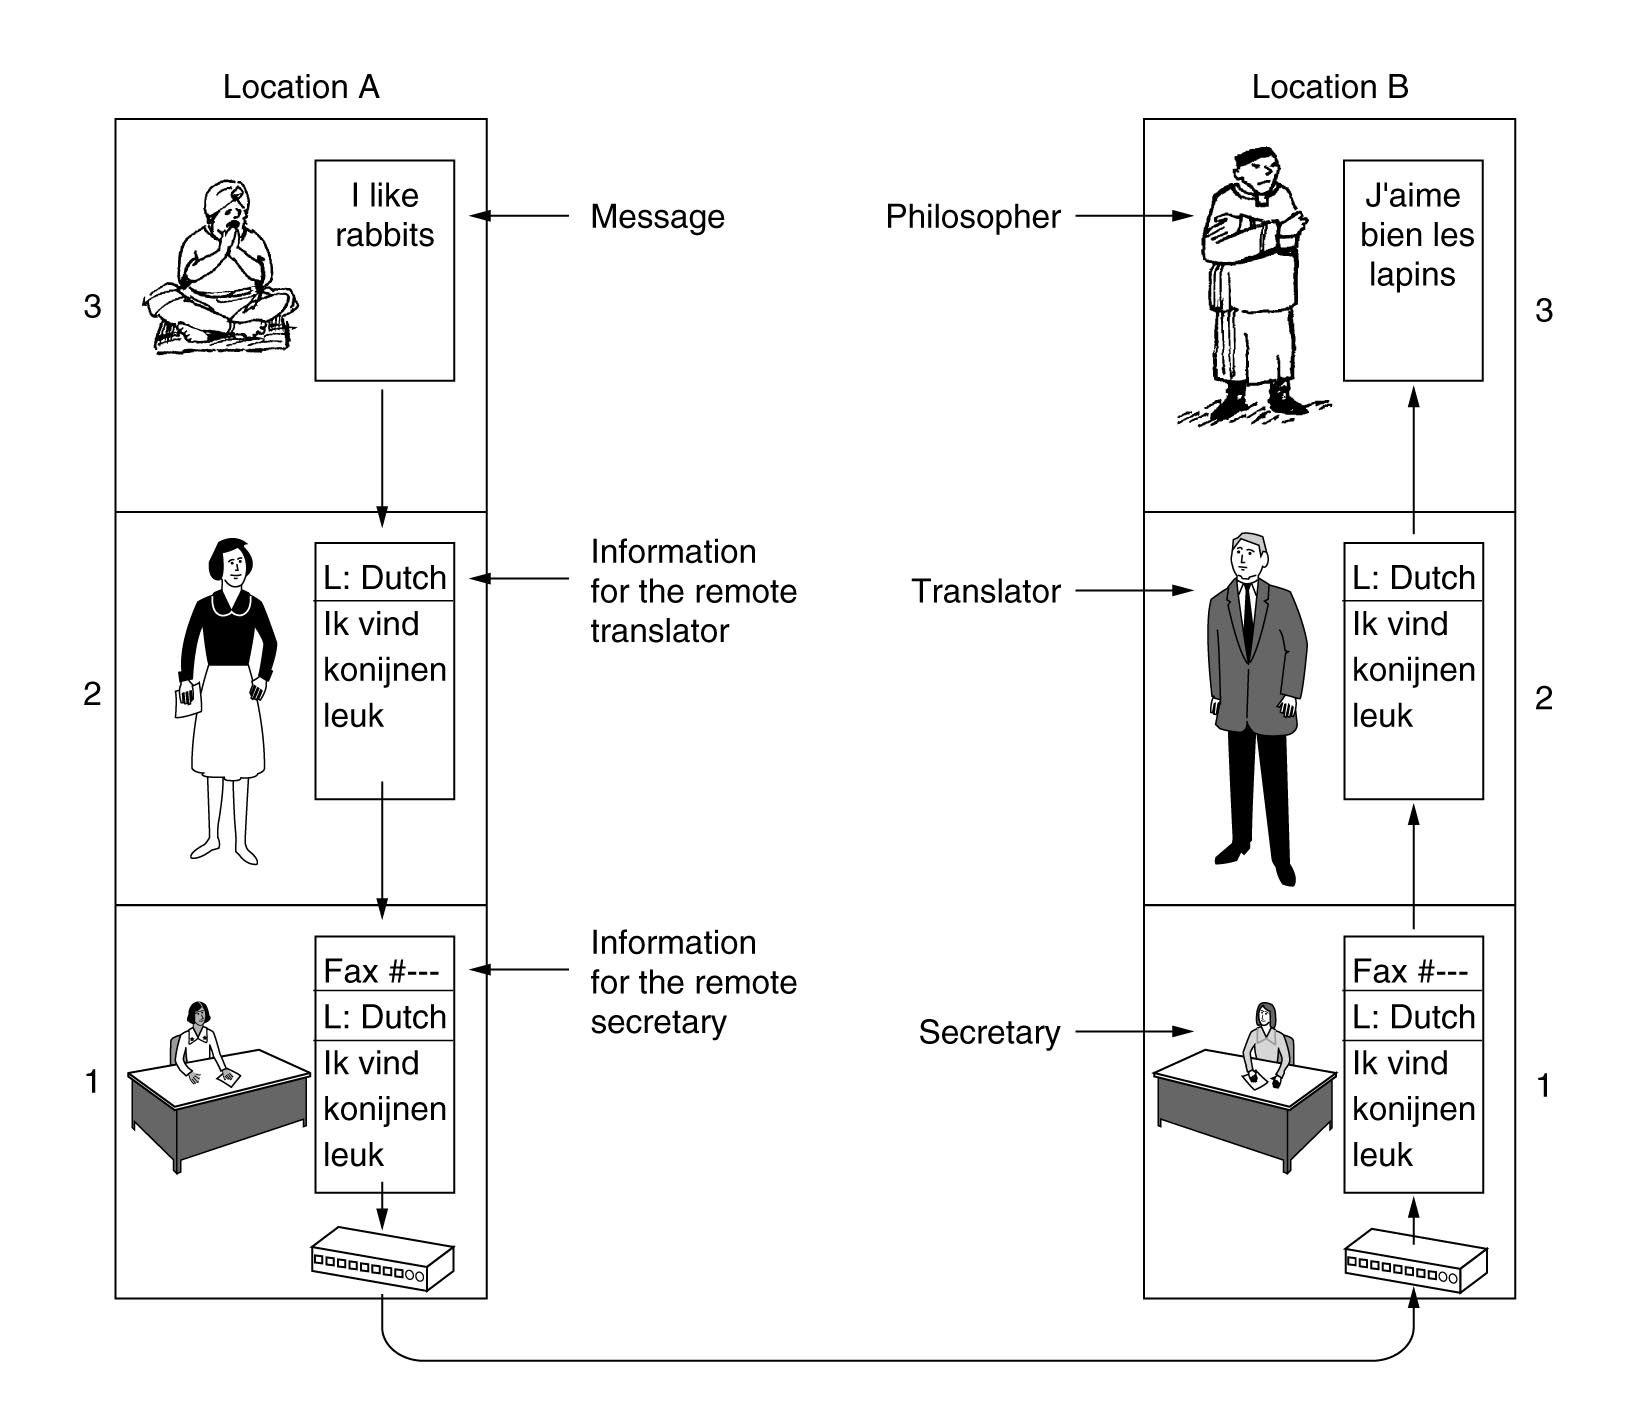 Location A
Location B
I like
rabbits
Message
Philosopher
J'aime
bien les
lapins
3
3
L: Dutch
Ik vind
konijnen
leuk
Information
for the remote
translator
Translator
L: Dutch
Ik vind
konijnen
leuk
2
2
Fax #---
L: Dutch
Ik vind
konijnen
leuk
Information
for the remote
secretary
Secretary
Fax #---
L: Dutch
Ik vind
konijnen
leuk
1
1